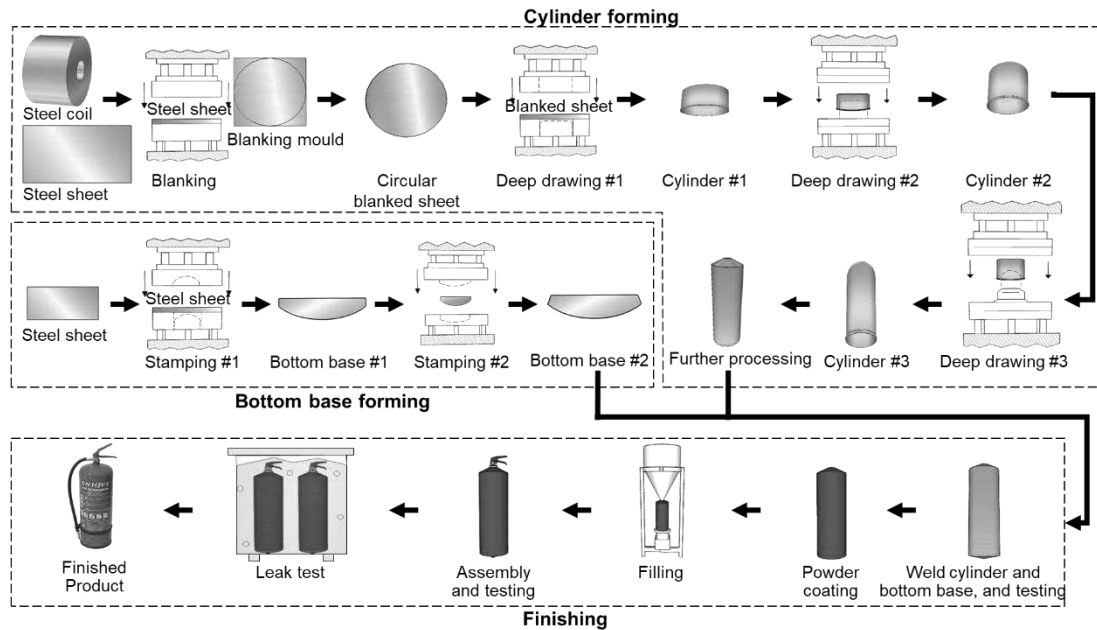 Cylinder forming
Steel coil
Steel sheet
Steel sheet
Blanking
Blanking mould
Circular
blanked sheet
Blanked sheet
Deep drawing #1
Cylinder #1
Deep drawing #2
Cylinder #2
Deep drawing #3
Cylinder #3
Further processing
Steel sheet
Steel sheet
Stamping #1
Bottom base #1
Stamping #2
Bottom base #2
Bottom base forming
Weld cylinder and
bottom base, and testing
Powder
coating
Filling
Assembly
and testing
Leak test
Finished
Product
Finishing